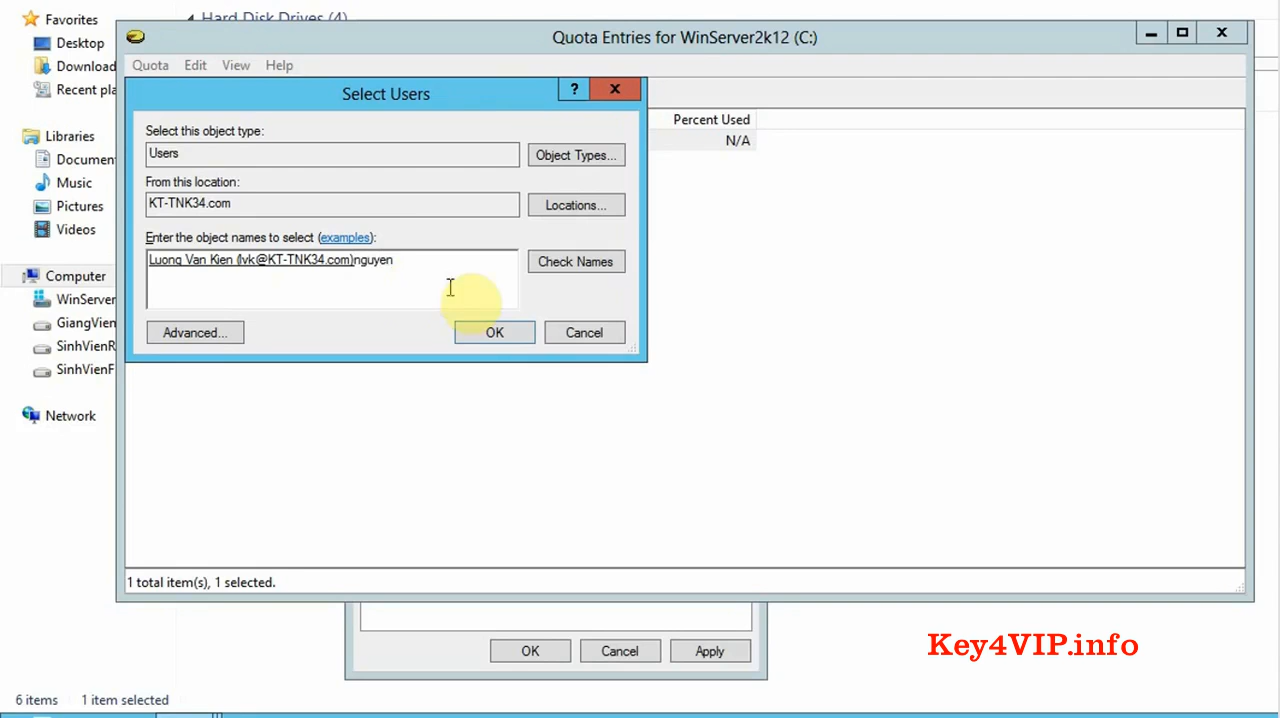 Favorites
Desktop
Download
Recent pla
Libraries
Documen
Music
Pictures
Videos
Computer
WinServer
GiangVien
SinhVienR
SinhVienF
Network
Hard Disk Drives (4)
Quota Entries for WinServer2k12 (C:)
Quota Edit View Help
Percent Used
N/A
Select Users
?
Select this object type:
Users
Object Types...
From this location:
KT-TNK34.com
Locations...
Enter the object names to select (examples):
Luong Van Kien (lvk@KT-TNK34.com)nguyen
Check Names
Advanced...
OK
Cancel
1 total item(s), 1 selected.
OK
Cancel
Apply
Key4VIP.info
6 items 1 item selected